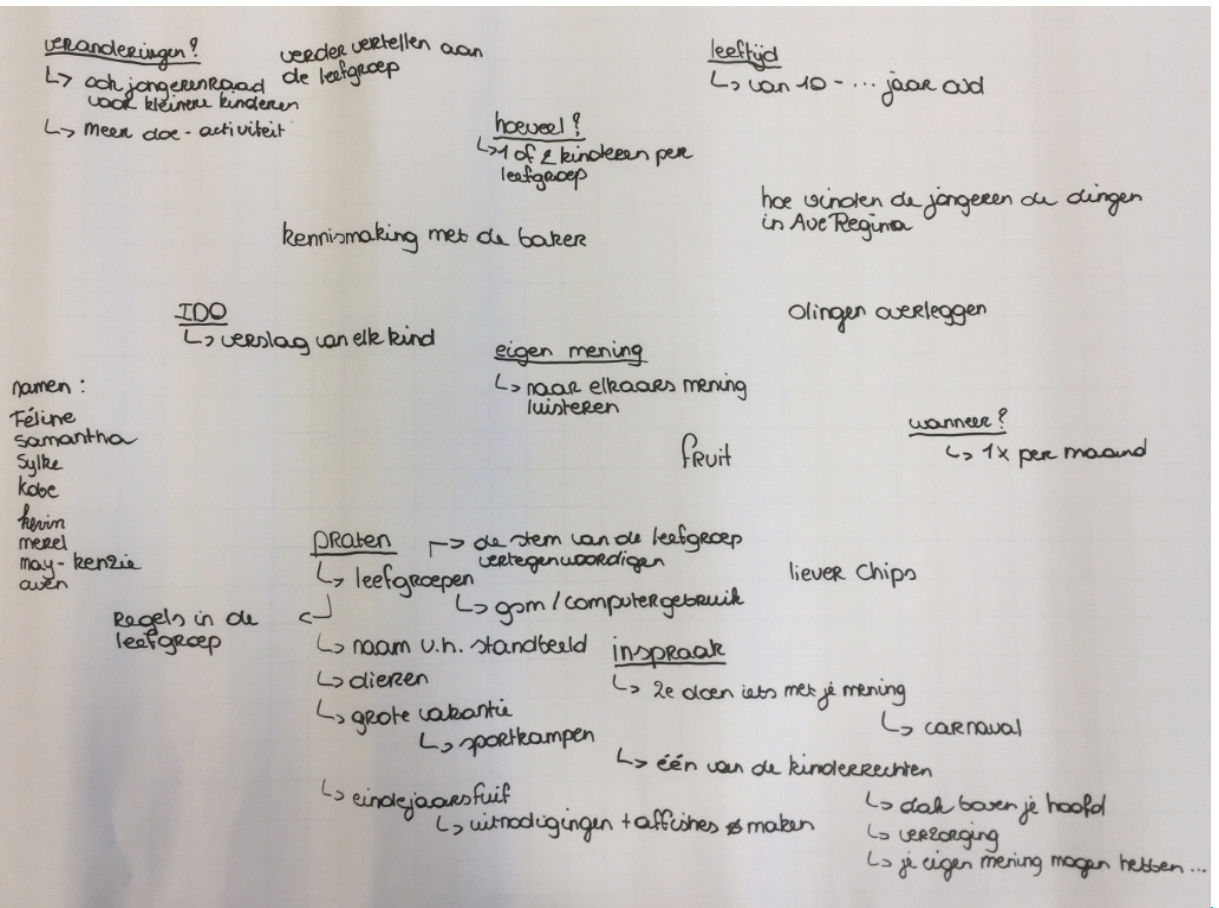 veranderingen?
↳ ook jongerenraad
voor kleinere kinderen
↳ meer doe-activiteit
verder vertellen aan
de leefgroep
leeftijd
↳ van 10 - ... jaar oud
hoeveel?
↳ 1 of 2 kinderen per
leefgroep
hoe vinden de jongeren de dingen
in Ave Regina
kennismaking met de baker
IDO
↳ verslag van elk kind
dingen overleggen
eigen mening
↳ naar elkaars mening
luisteren
namen :
Féline
samantha
Sylke
kobe
kevin
merel
may-kenzie
aven
wanneer?
↳ 1x per maand
fruit
praten
→ de stem van de leefgroep
vertegenwoordigen
↳ leefgroepen
↳ gsm / computergebruik
liever chips
Regels in de
leefgroep
↳ naam v.h. standbeeld
↳ dieren
↳ grote vakantie
↳ sportkampen
↳ eindejaarsfuif
↳ uitnodigingen + affiches maken
inspraak
↳ ze doen iets met je mening
↳ carnaval
↳ één van de kinderrechten
↳ dak boven je hoofd
↳ verzorging
↳ je eigen mening mogen hebben ...